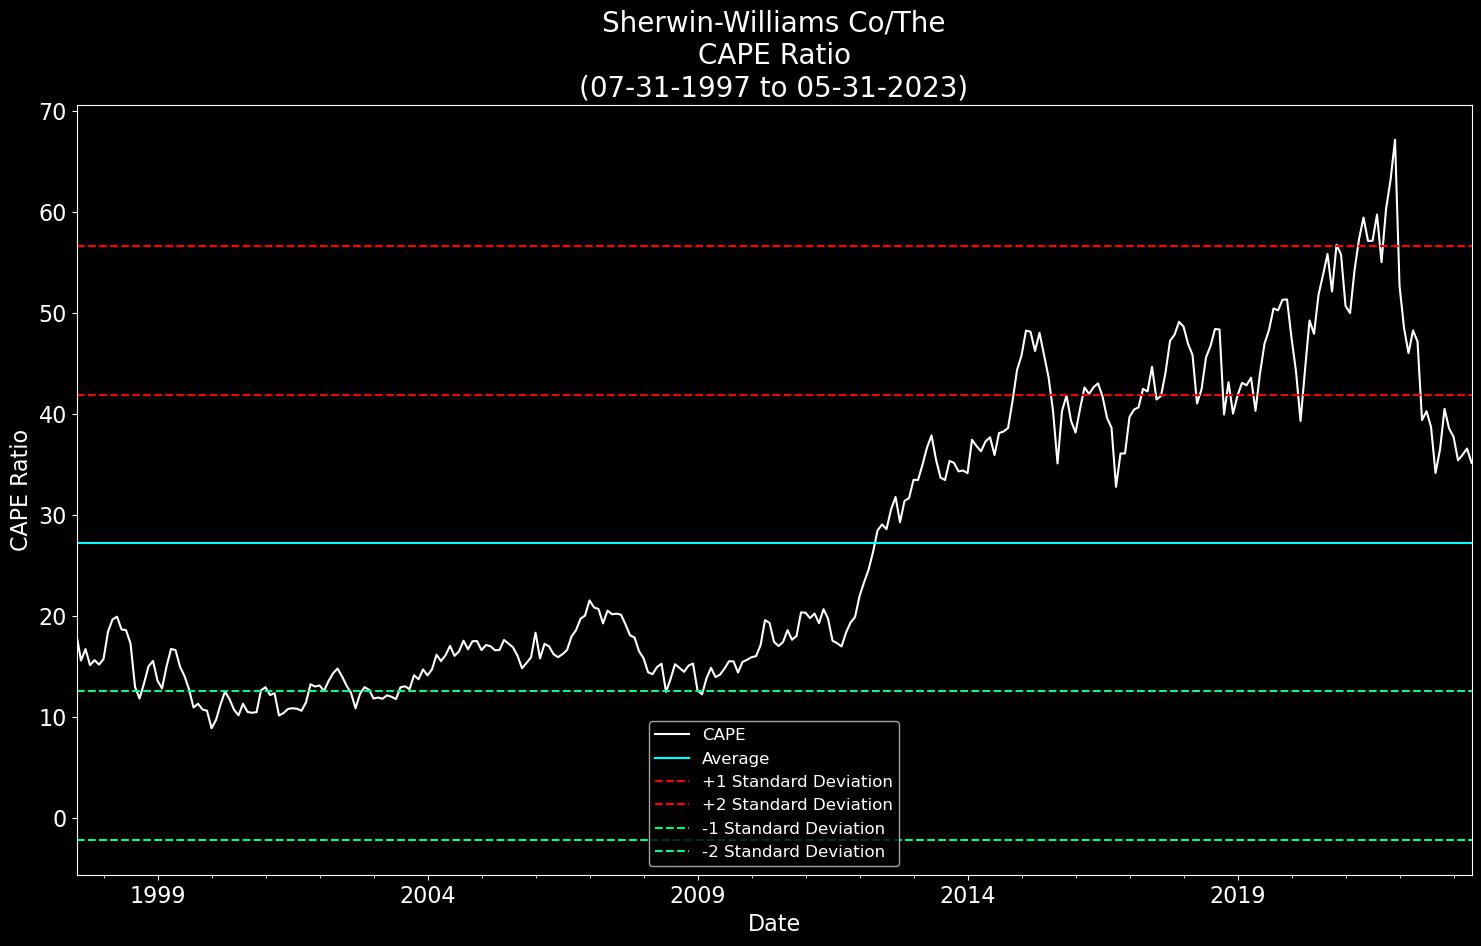 Sherwin-Williams Co/The
CAPE Ratio
(07-31-1997 to 05-31-2023)
70
60
50
40
30
20
10
0
CAPE Ratio
CAPE
Average
+1 Standard Deviation
+2 Standard Deviation
-1 Standard Deviation
-2 Standard Deviation
1999 2004 2009 2014 2019
Date